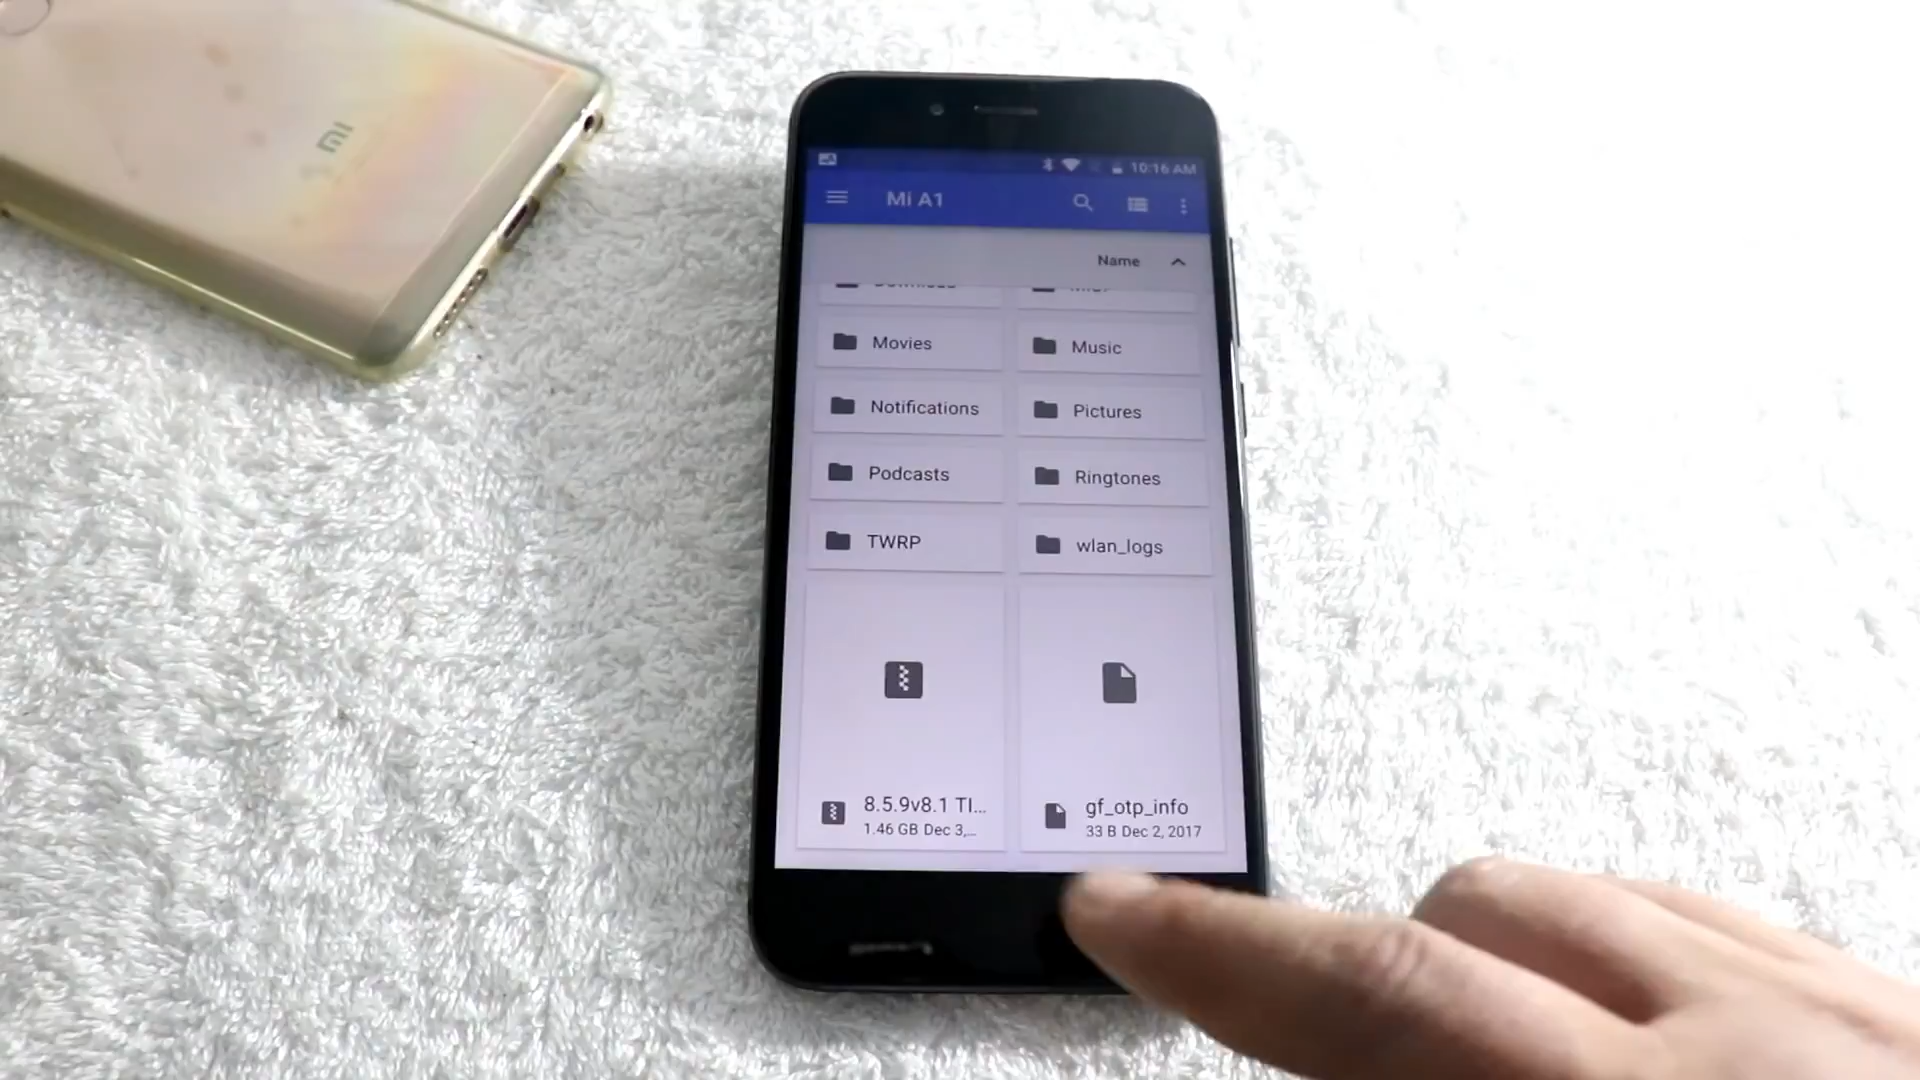 MI
10:16 AM
Mi A1
Name
Movies
Music
Notifications
Pictures
Podcasts
Ringtones
TWRP
wlan_logs
8.5.9v8.1 TI...
1.46 GB Dec 3,...
gf_otp_info
33 B Dec 2, 2017